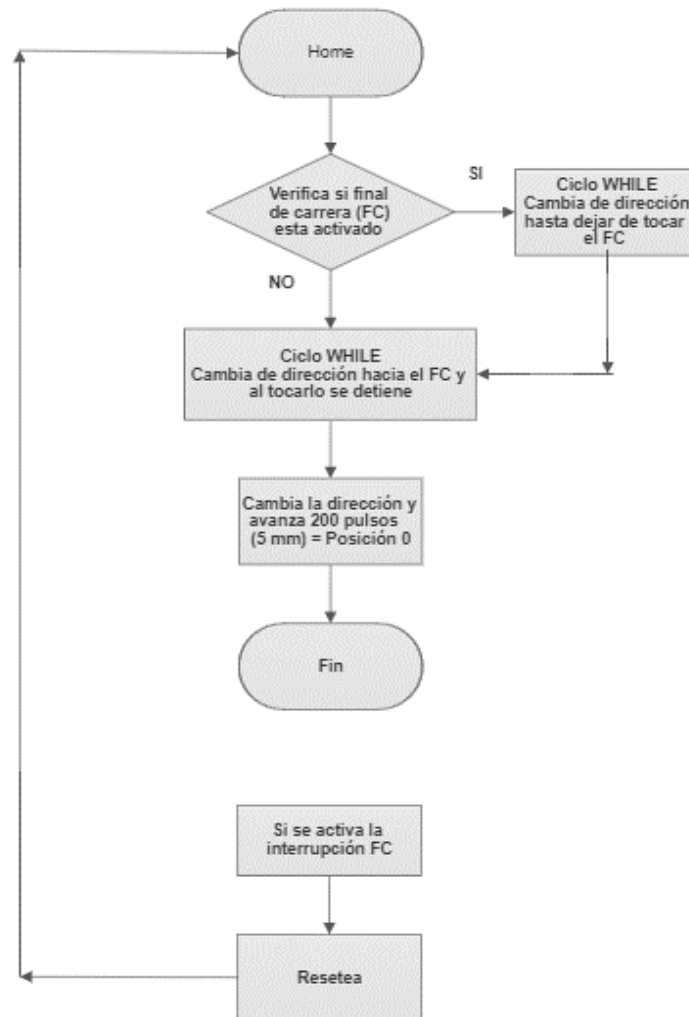 Home
Verifica si final
de carrera (FC)
esta activado
SI
Ciclo WHILE
Cambia de dirección
hasta dejar de tocar
el FC
NO
Ciclo WHILE
Cambia de dirección hacia el FC y
al tocarlo se detiene
Cambia la dirección y
avanza 200 pulsos
(5 mm) = Posición 0
Fin
Si se activa la
interrupción FC
Resetea